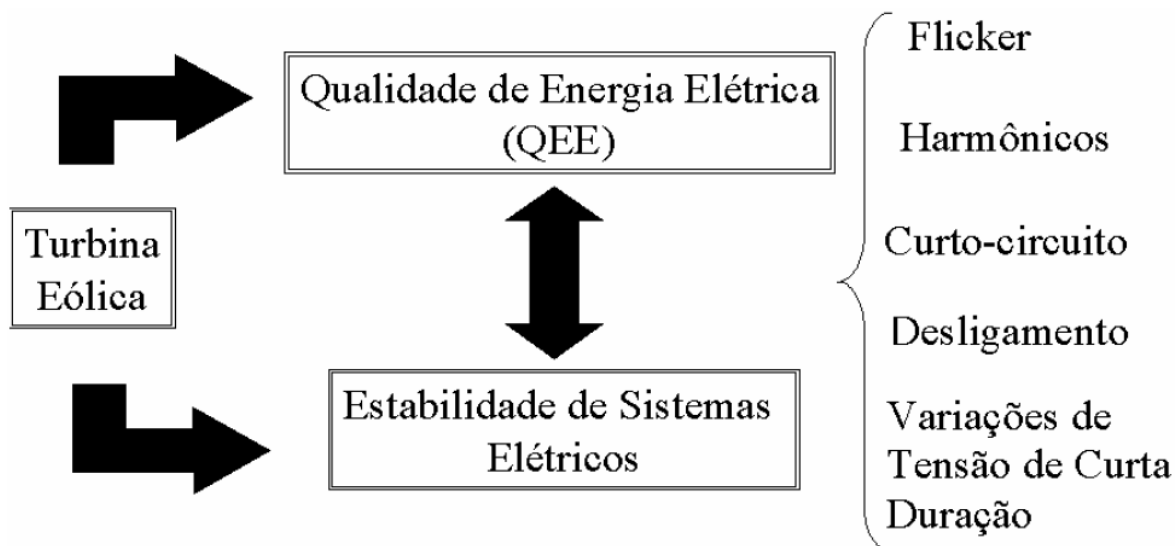 Turbina
Eólica
Qualidade de Energia Elétrica
(QEE)
Estabilidade de Sistemas
Elétricos
Flicker
Harmônicos
Curto-circuito
Desligamento
Variações de
Tensão de Curta
Duração